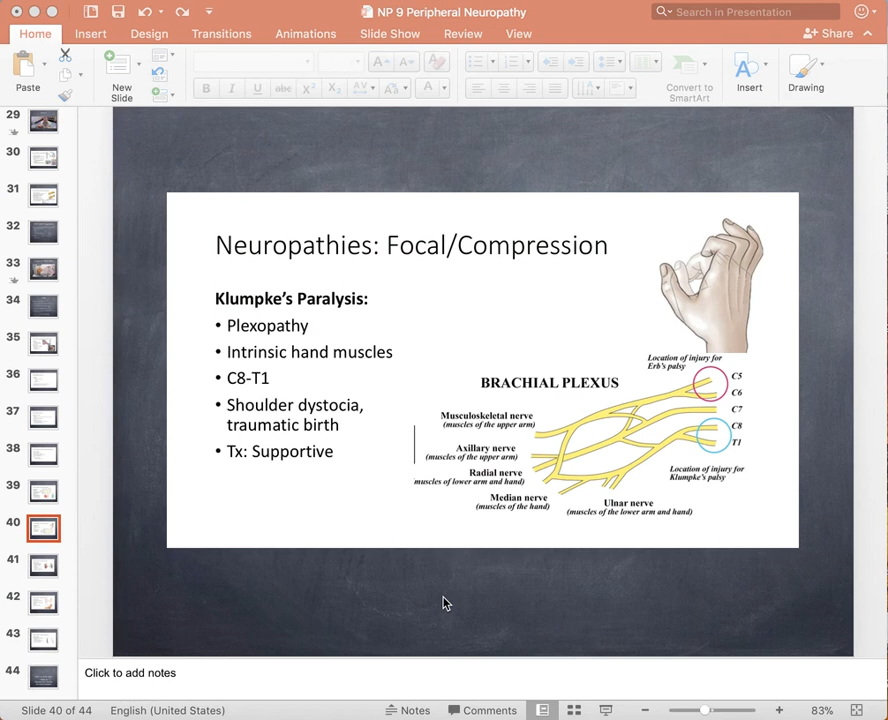 NP 9 Peripheral Neuropathy
Search in Presentation
Home Insert Design Transitions Animations Slide Show Review View
Share
Paste
New
Slide
Convert to
SmartArt
Insert
Drawing
B I U abc X² X₂ AV Aa A
29
30
31
32
33
34
35
36
37
38
39
40
41
42
43
44
Neuropathies: Focal/Compression
Klumpke's Paralysis:
• Plexopathy
• Intrinsic hand muscles
• C8-T1
• Shoulder dystocia,
traumatic birth
• Tx: Supportive
BRACHIAL PLEXUS
Location of injury for
Erb's palsy
C5
C6
C7
C8
T1
Musculoskeletal nerve
(muscles of the upper arm)
Axillary nerve
(muscles of the upper arm)
Radial nerve
muscles of lower arm and hand)
Median nerve
(muscles of the hand)
Ulnar nerve
(muscles of the lower arm and hand)
Location of injury for
Klumpke's palsy
Click to add notes
Slide 40 of 44 English (United States) Notes Comments 83%